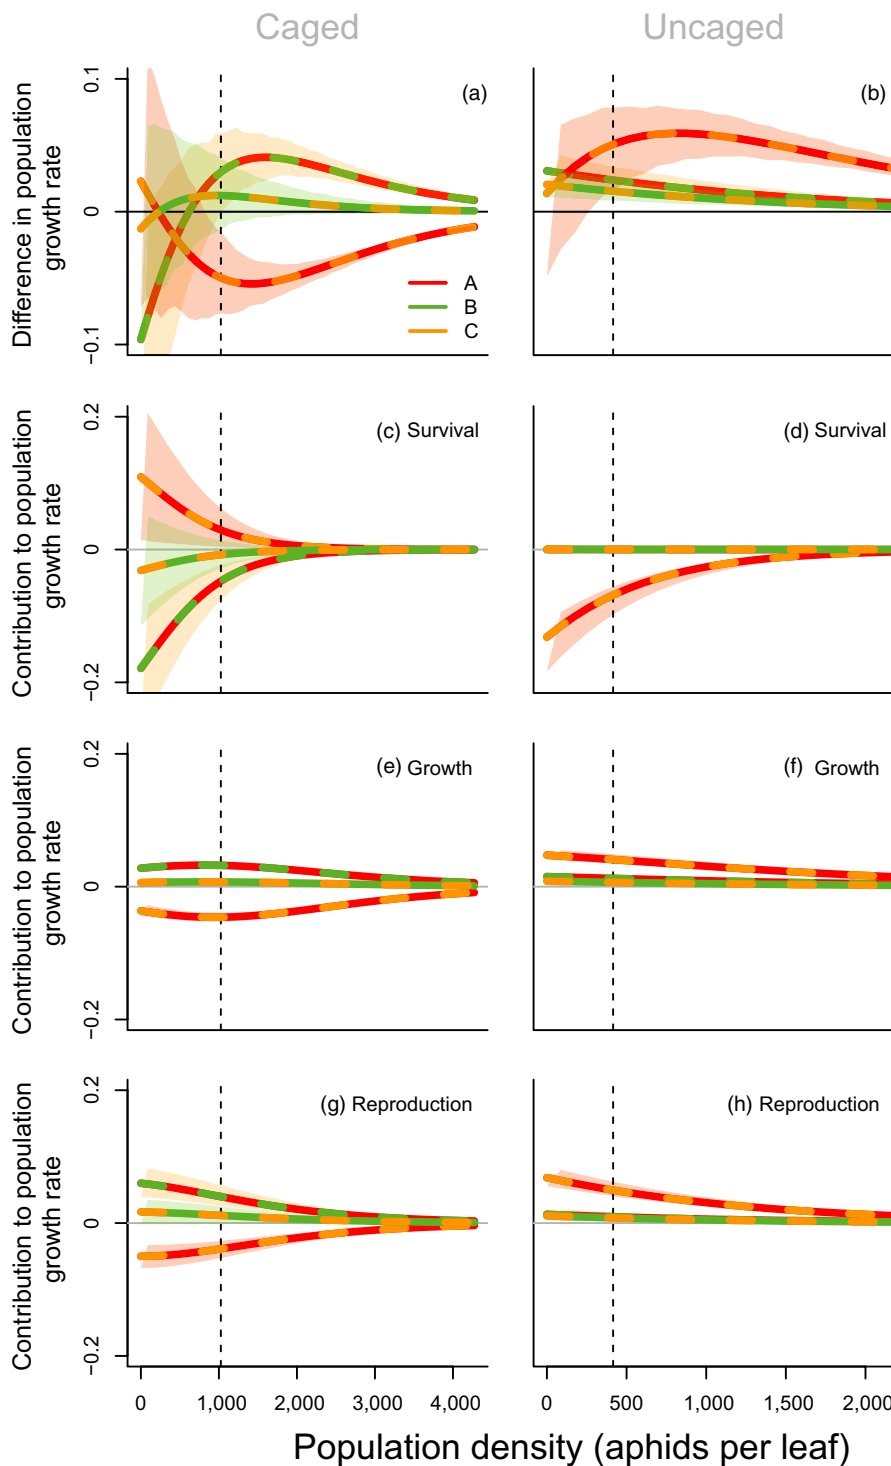 Caged
Uncaged
Difference in population
growth rate
0.1
0
−0.1
(a)
A
B
C
(b)
Contribution to population
growth rate
0.2
0
−0.2
(c) Survival
(d) Survival
Contribution to population
growth rate
0.2
0
−0.2
(e) Growth
(f) Growth
Contribution to population
growth rate
0.2
0
−0.2
(g) Reproduction
(h) Reproduction
0 1,000 2,000 3,000 4,000
0 500 1,000 1,500 2,000
Population density (aphids per leaf)